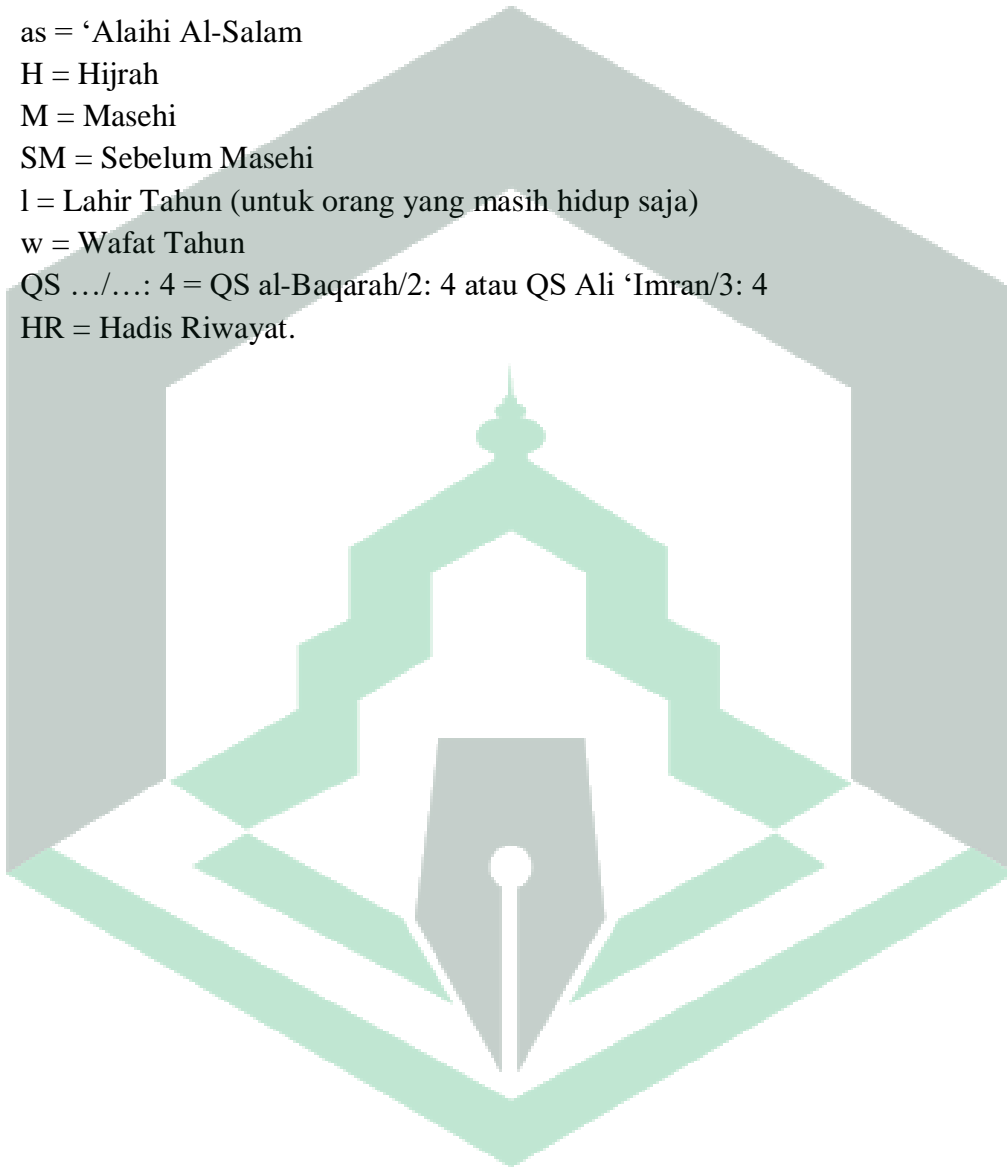 as = ‘Alaihi Al-Salam
H = Hijrah
M = Masehi
SM = Sebelum Masehi
l = Lahir Tahun (untuk orang yang masih hidup saja)
w = Wafat Tahun
QS …/…: 4 = QS al-Baqarah/2: 4 atau QS Ali ‘Imran/3: 4
HR = Hadis Riwayat.